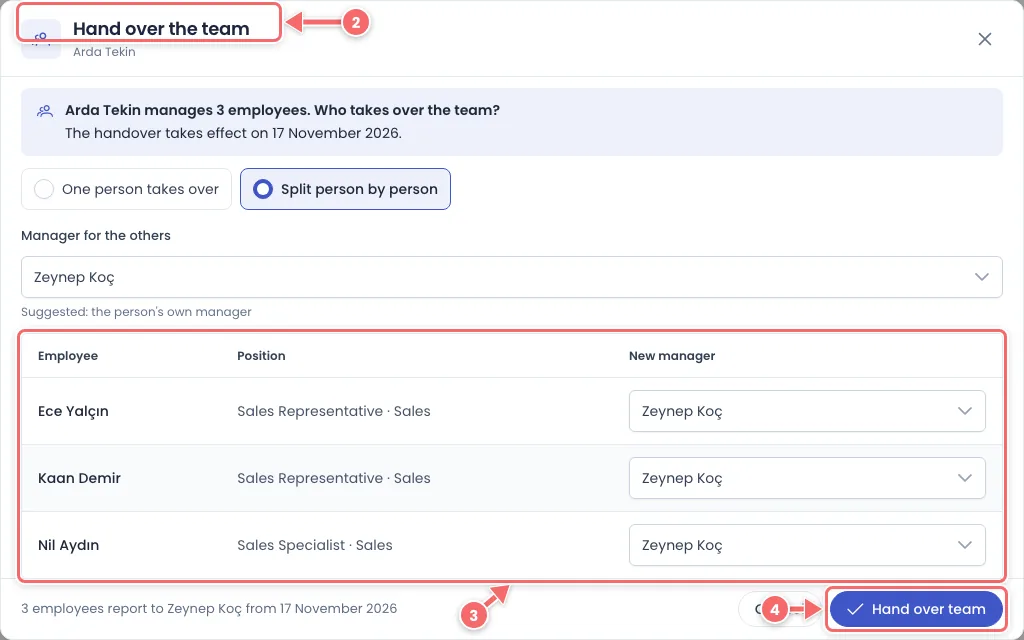 Hand over the team
2
Arda Tekin
Arda Tekin manages 3 employees. Who takes over the team?
The handover takes effect on 17 November 2026.
One person takes over
Split person by person
Manager for the others
Zeynep Koç
Suggested: the person's own manager
Employee Position New manager
Ece Yalçın Sales Representative · Sales Zeynep Koç
Kaan Demir Sales Representative · Sales Zeynep Koç
Nil Aydın Sales Specialist · Sales Zeynep Koç
3 employees report to Zeynep Koç from 17 November 2026
3
4
Hand over team